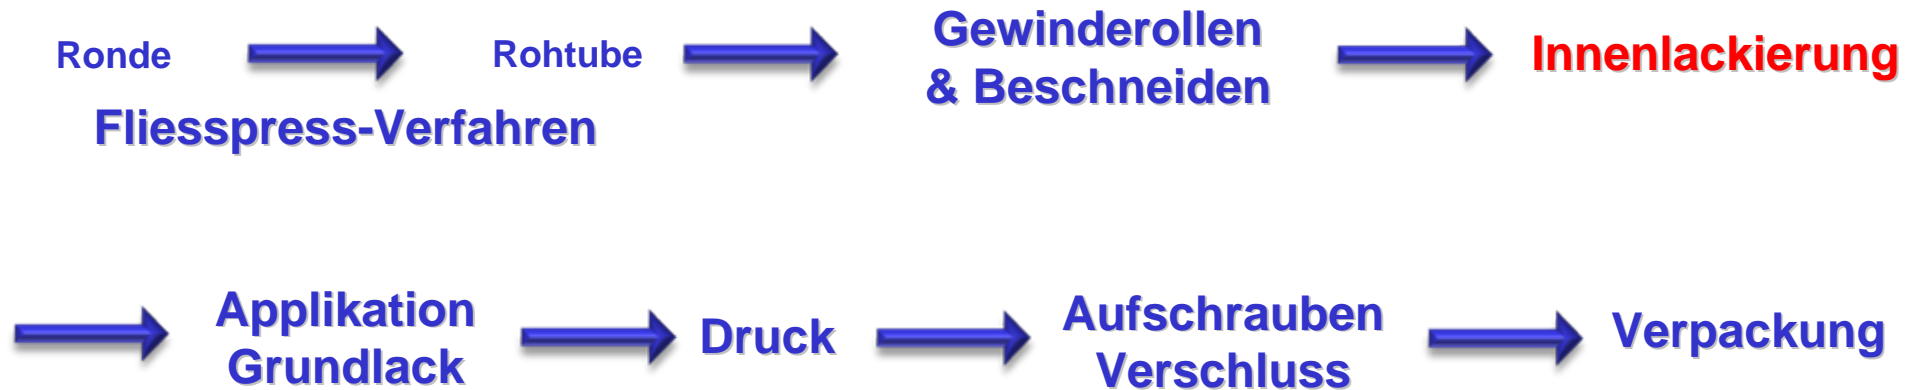 Ronde
Rohtube
Gewinderollen
& Beschneiden
Innenlackierung
Fliesspress-Verfahren
Applikation
Grundlack
Druck
Aufschrauben
Verschluss
Verpackung